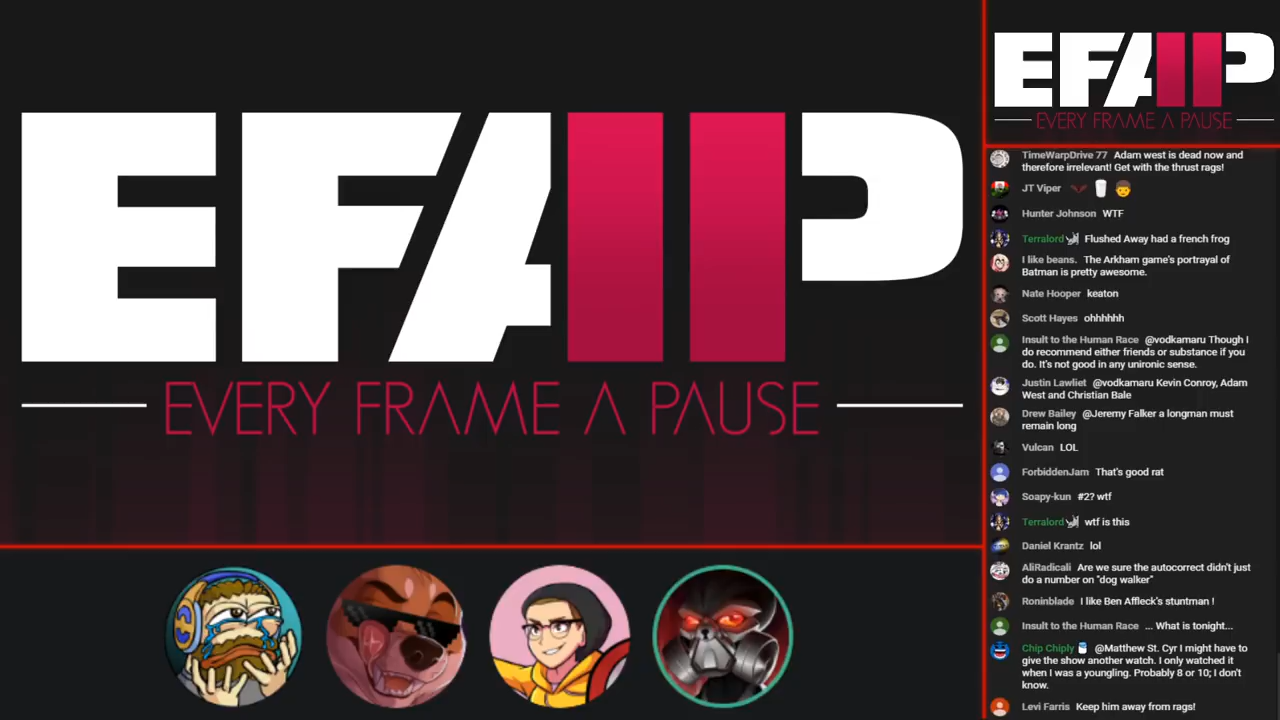 EFAP
EVERY FRAME A PAUSE
EFAP
EVERY FRAME A PAUSE
TimeWarpDrive 77 Adam west is dead now and
therefore irrelevant! Get with the thrust rags!
JT Viper
Hunter Johnson WTF
Terralord Flushed Away had a french frog
I like beans. The Arkham game's portrayal of
Batman is pretty awesome.
Nate Hooper keaton
Scott Hayes ohhhhhh
Insult to the Human Race @vodkamaru Though I
do recommend either friends or substance if you
do. It's not good in any unironic sense.
Justin Lawliet @vodkamaru Kevin Conroy, Adam
West and Christian Bale
Drew Bailey @Jeremy Falker a longman must
remain long
Vulcan LOL
ForbiddenJam That's good rat
Soapy-kun #2? wtf
Terralord wtf is this
Daniel Krantz lol
AliRadicali Are we sure the autocorrect didn't just
do a number on "dog walker"
Roninblade I like Ben Affleck's stuntman !
Insult to the Human Race ... What is tonight...
Chip Chiply @Matthew St. Cyr I might have to
give the show another watch. I only watched it
when I was a youngling. Probably 8 or 10; I don't
know.
Levi Farris Keep him away from rags!